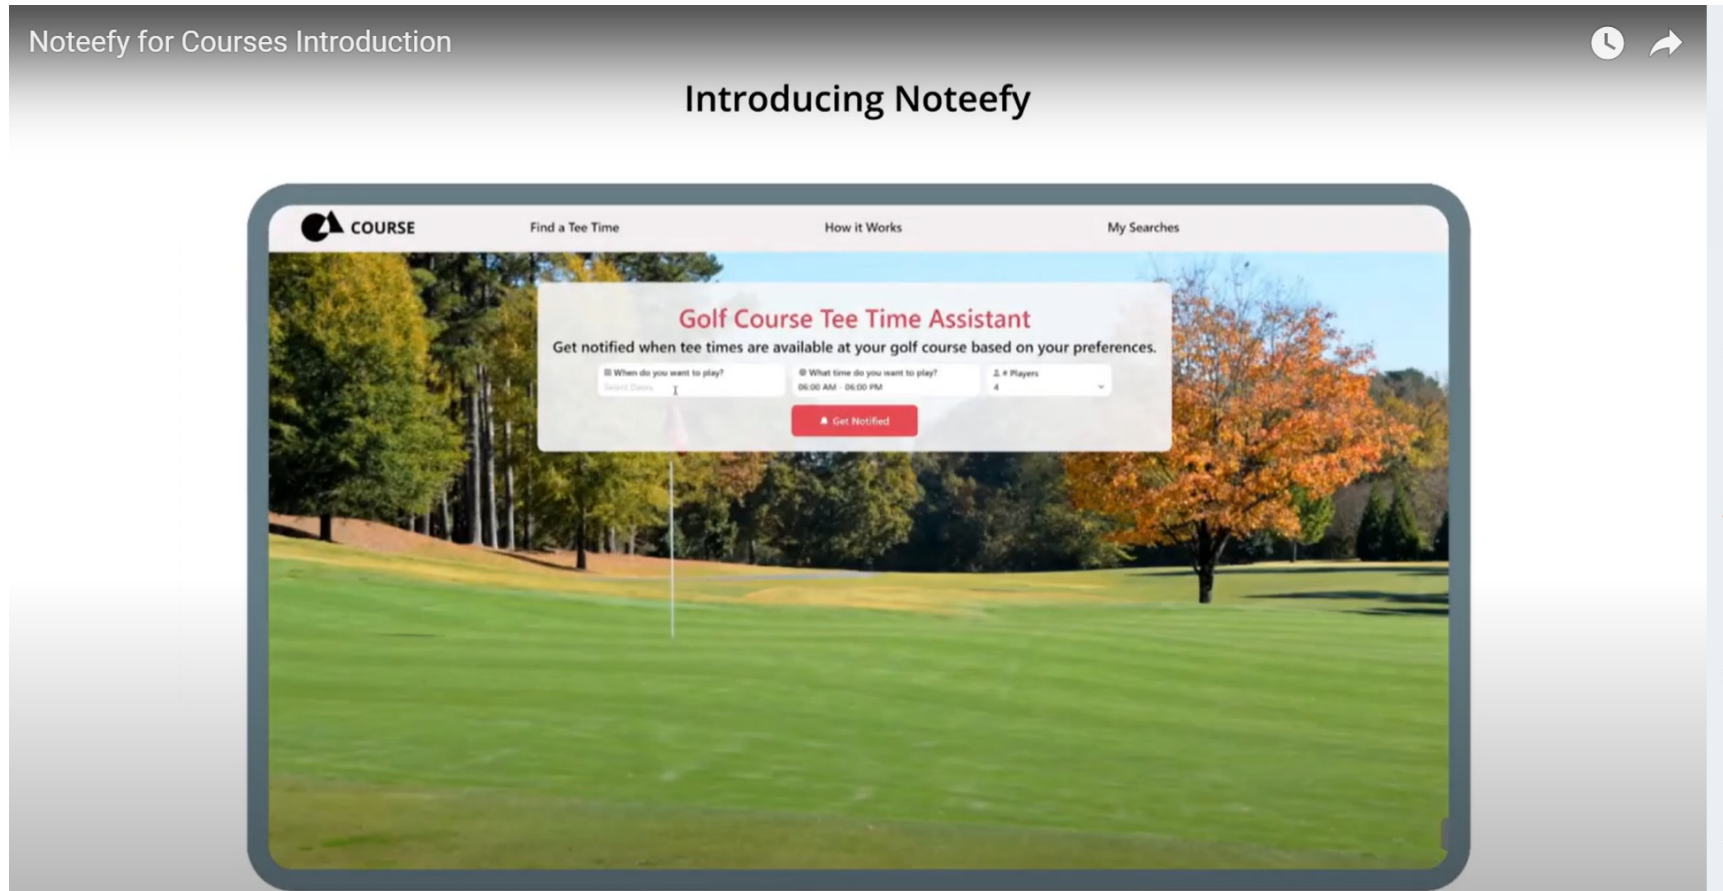 Noteefy for Courses Introduction
Introducing Noteefy
COURSE
Find a Tee Time
How it Works
My Searches
Golf Course Tee Time Assistant
Get notified when tee times are available at your golf course based on your preferences.
When do you want to play?
Select Dates
What time do you want to play?
06:00 AM - 06:00 PM
# Players
4
Get Notified